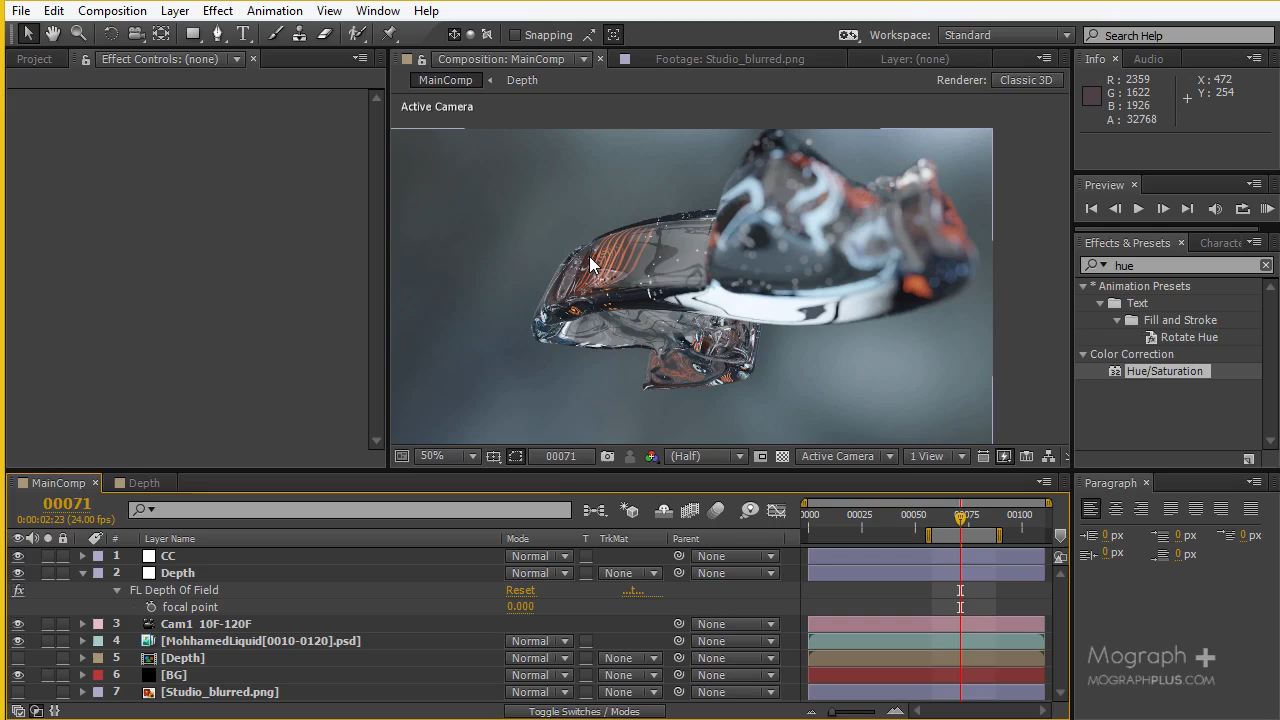 File Edit Composition Layer Effect Animation View Window Help
Snapping Workspace: Standard Search Help
Project Effect Controls: (none) Composition: MainComp Footage: Studio_blurred.png Layer: (none) Info Audio
MainComp Depth Renderer: Classic 3D
R: 2359 X: 472
G: 1622 Y: 254
B: 1926
A: 32768
Active Camera
Preview
Effects & Presets Characte
hue
* Animation Presets
Text
Fill and Stroke
Rotate Hue
Color Correction
Hue/Saturation
50% 00071 (Half) Active Camera 1 View
MainComp Depth
Paragraph
00071
0:00:02:23 (24.00 fps)
0000 00025 00050 00075 00100
# Layer Name Mode T TrkMat Parent
0 px 0 px 0 px
0 px 0 px
1 CC Normal None
2 Depth Normal None None
fx FL Depth Of Field Reset ...t...
focal point 0.000
3 Cam1 10F-120F None
4 [MohhamedLiquid[0010-0120].psd] Normal None
5 [Depth] Normal None None
6 [BG] Normal None None
7 [Studio_blurred.png] Normal None None
Toggle Switches / Modes
Mograph +
MOGRAPHPLUS.COM